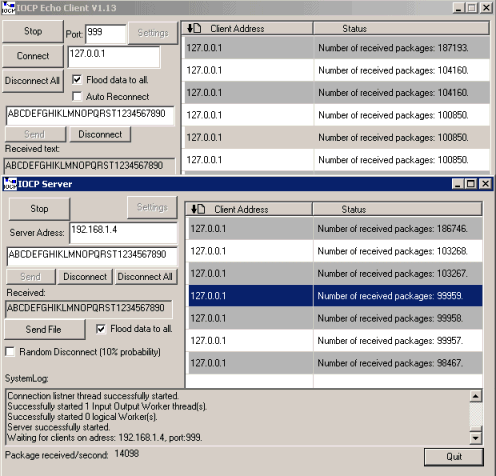 IOCP Echo Client V1.13
Stop Port: 999 Settings
Connect 127.0.0.1
Disconnect All Flood data to all.
Auto Reconnect
ABCDEFGHIKLMNOPQRST1234567890
Send Disconnect
Received text:
ABCDEFGHIKLMNOPQRST1234567890
Client Address Status
127.0.0.1 Number of received packages: 187193.
127.0.0.1 Number of received packages: 104160.
127.0.0.1 Number of received packages: 104160.
127.0.0.1 Number of received packages: 100850.
127.0.0.1 Number of received packages: 100850.
127.0.0.1 Number of received packages: 100850.
IOCP Server
Stop Settings
Server Adress: 192.168.1.4
ABCDEFGHIKLMNOPQRST1234567890
Send Disconnect Disconnect All
Received:
ABCDEFGHIKLMNOPQRST1234567890
Send File Flood data to all.
Random Disconnect (10% probability)
Client Address Status
127.0.0.1 Number of received packages: 186746.
127.0.0.1 Number of received packages: 103268.
127.0.0.1 Number of received packages: 103267.
127.0.0.1 Number of received packages: 99959.
127.0.0.1 Number of received packages: 99958.
127.0.0.1 Number of received packages: 99957.
127.0.0.1 Number of received packages: 98467.
SystemLog:
Connection listner thread successfully started.
Successfully started 1 Input Output Worker thread(s).
Successfully started 0 logical Worker(s).
Server successfully started.
Waiting for clients on adress: 192.168.1.4, port:999.
Package received/second: 14098 Quit